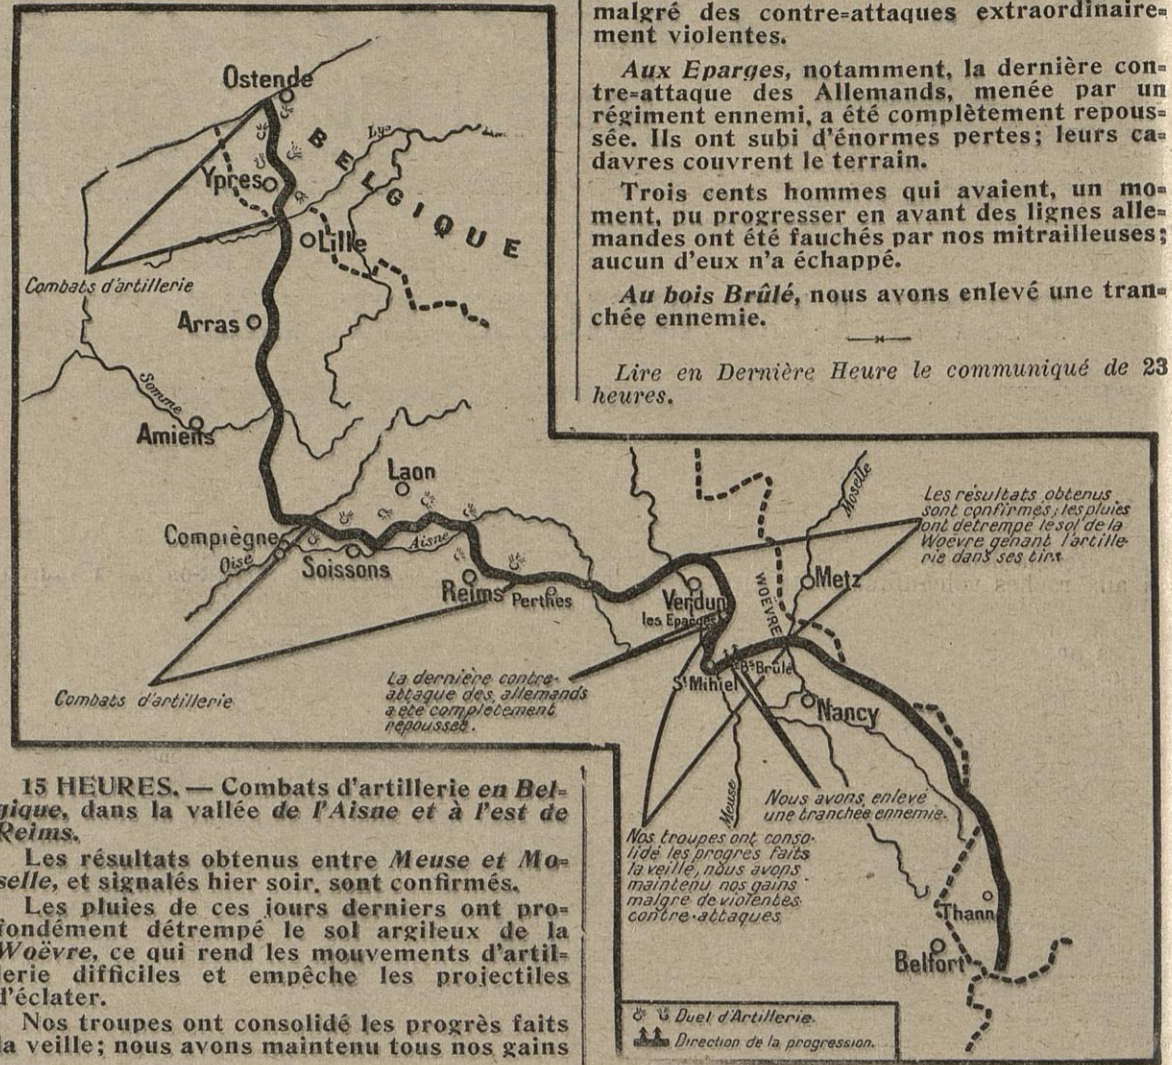 malgré des contre=attaques extraordinaire=
ment violentes.
Aux Eparges, notamment, la dernière con=
tre=attaque des Allemands, menée par un
régiment ennemi, a été complètement repous=
sée. Ils ont subi d'énormes pertes; leurs ca=
davres couvrent le terrain.
Trois cents hommes qui avaient, un mo=
ment, pu progresser en avant des lignes alle=
mandes ont été fauchés par nos mitrailleuses;
aucun d'eux n'a échappé.
Au bois Brûlé, nous avons enlevé une tran=
chée ennemie.
Lire en Dernière Heure le communiqué de 23
heures.
Ostende
BELGIQUE
Lys
Ypres
Lille
Combats d'artillerie
Arras
Somme
Amiens
Laon
Compiègne
Oise
Aisne
Soissons
Reims
Perthes
Combats d'artillerie
La dernière contre-
attaque des allemands
a été complètement
repoussée.
Moselle
Les résultats obtenus
sont confirmés; les pluies
ont détrempé le sol de la
Woëvre gênant l'artille-
rie dans ses tirs
WOËVRE
Metz
Verdun
les Eparges
St Mihiel
Bs Brûlé
Nancy
Meuse
Nous avons enlevé
une tranchée ennemie.
Nos troupes ont conso-
lidé les progrès faits
la veille, nous avons
maintenu nos gains
malgré de violentes
contre-attaques
Thann
Belfort
Duel d'Artillerie.
Direction de la progression.
15 HEURES. — Combats d'artillerie en Bel=
gique, dans la vallée de l'Aisne et à l'est de
Reims.
Les résultats obtenus entre Meuse et Mo=
selle, et signalés hier soir, sont confirmés.
Les pluies de ces jours derniers ont pro=
fondément détrempé le sol argileux de la
Woëvre, ce qui rend les mouvements d'artil=
lerie difficiles et empêche les projectiles
d'éclater.
Nos troupes ont consolidé les progrès faits
la veille; nous avons maintenu tous nos gains